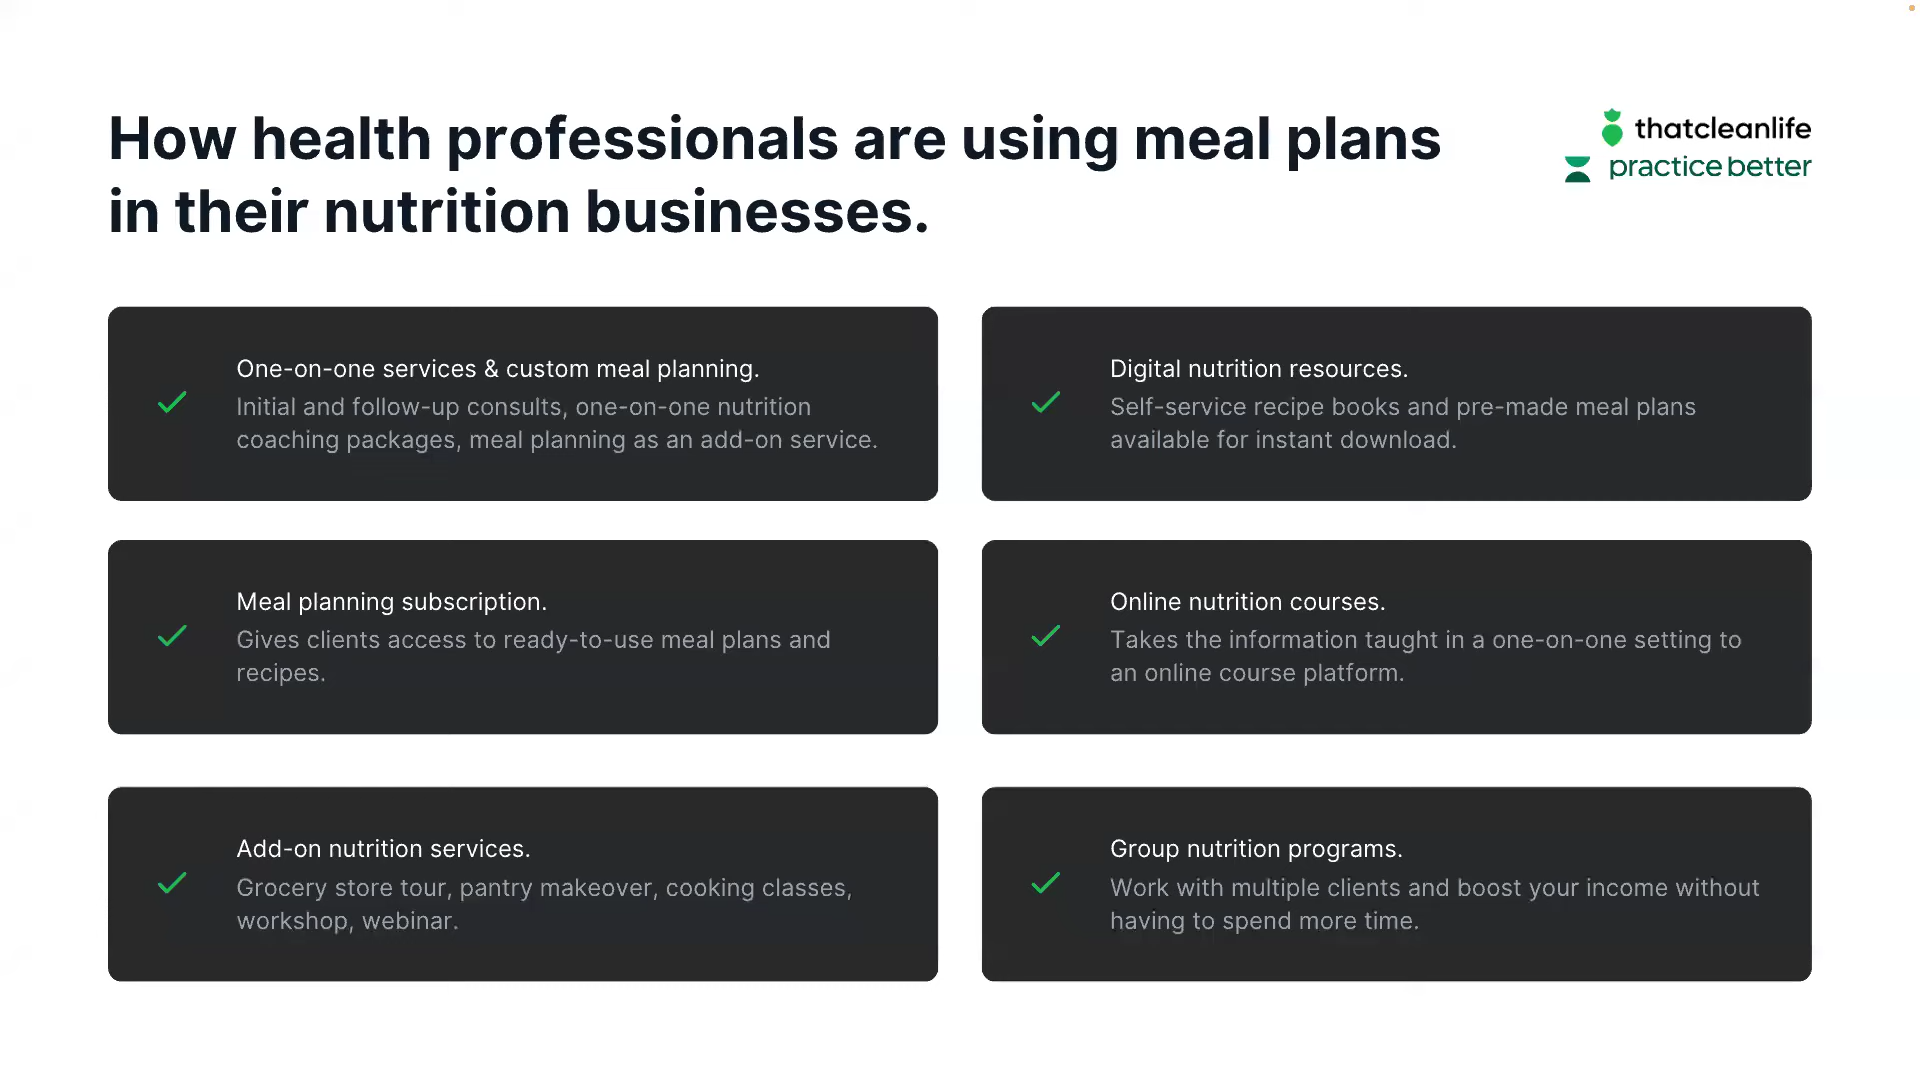 How health professionals are using meal plans
in their nutrition businesses.
thatcleanlife
practice better
One-on-one services & custom meal planning.
Initial and follow-up consults, one-on-one nutrition
coaching packages, meal planning as an add-on service.
Digital nutrition resources.
Self-service recipe books and pre-made meal plans
available for instant download.
Meal planning subscription.
Gives clients access to ready-to-use meal plans and
recipes.
Online nutrition courses.
Takes the information taught in a one-on-one setting to
an online course platform.
Add-on nutrition services.
Grocery store tour, pantry makeover, cooking classes,
workshop, webinar.
Group nutrition programs.
Work with multiple clients and boost your income without
having to spend more time.